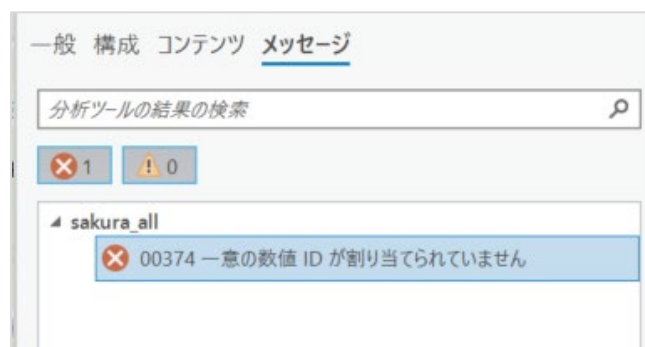 一般 構成 コンテンツ メッセージ
分析ツールの結果の検索
1 0
sakura_all
00374 一意の数値 ID が割り当てられていません